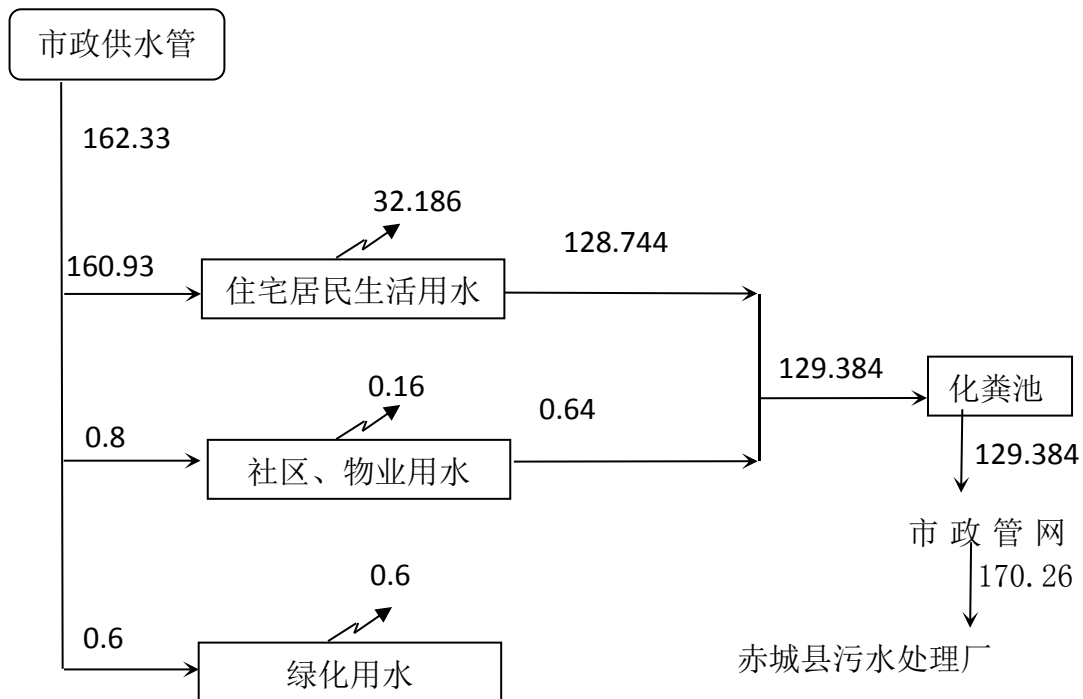 市政供水管
162.33
32.186
128.744
160.93
住宅居民生活用水
129.384
化粪池
0.16
0.64
0.8
社区、物业用水
129.384
市政管网
170.26
0.6
0.6
绿化用水
赤城县污水处理厂